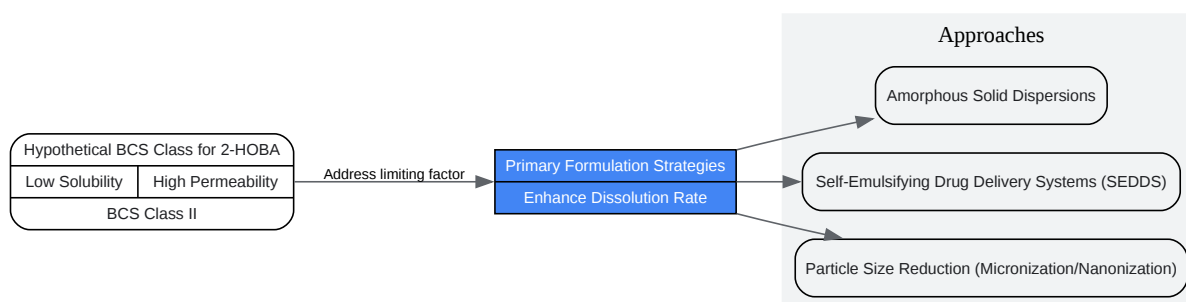 Hypothetical BCS Class for 2-HOBA
Low Solubility
High Permeability
BCS Class II
Address limiting factor
Primary Formulation Strategies
Enhance Dissolution Rate
Approaches
Amorphous Solid Dispersions
Self-Emulsifying Drug Delivery Systems (SEDDS)
Particle Size Reduction (Micronization/Nanonization)